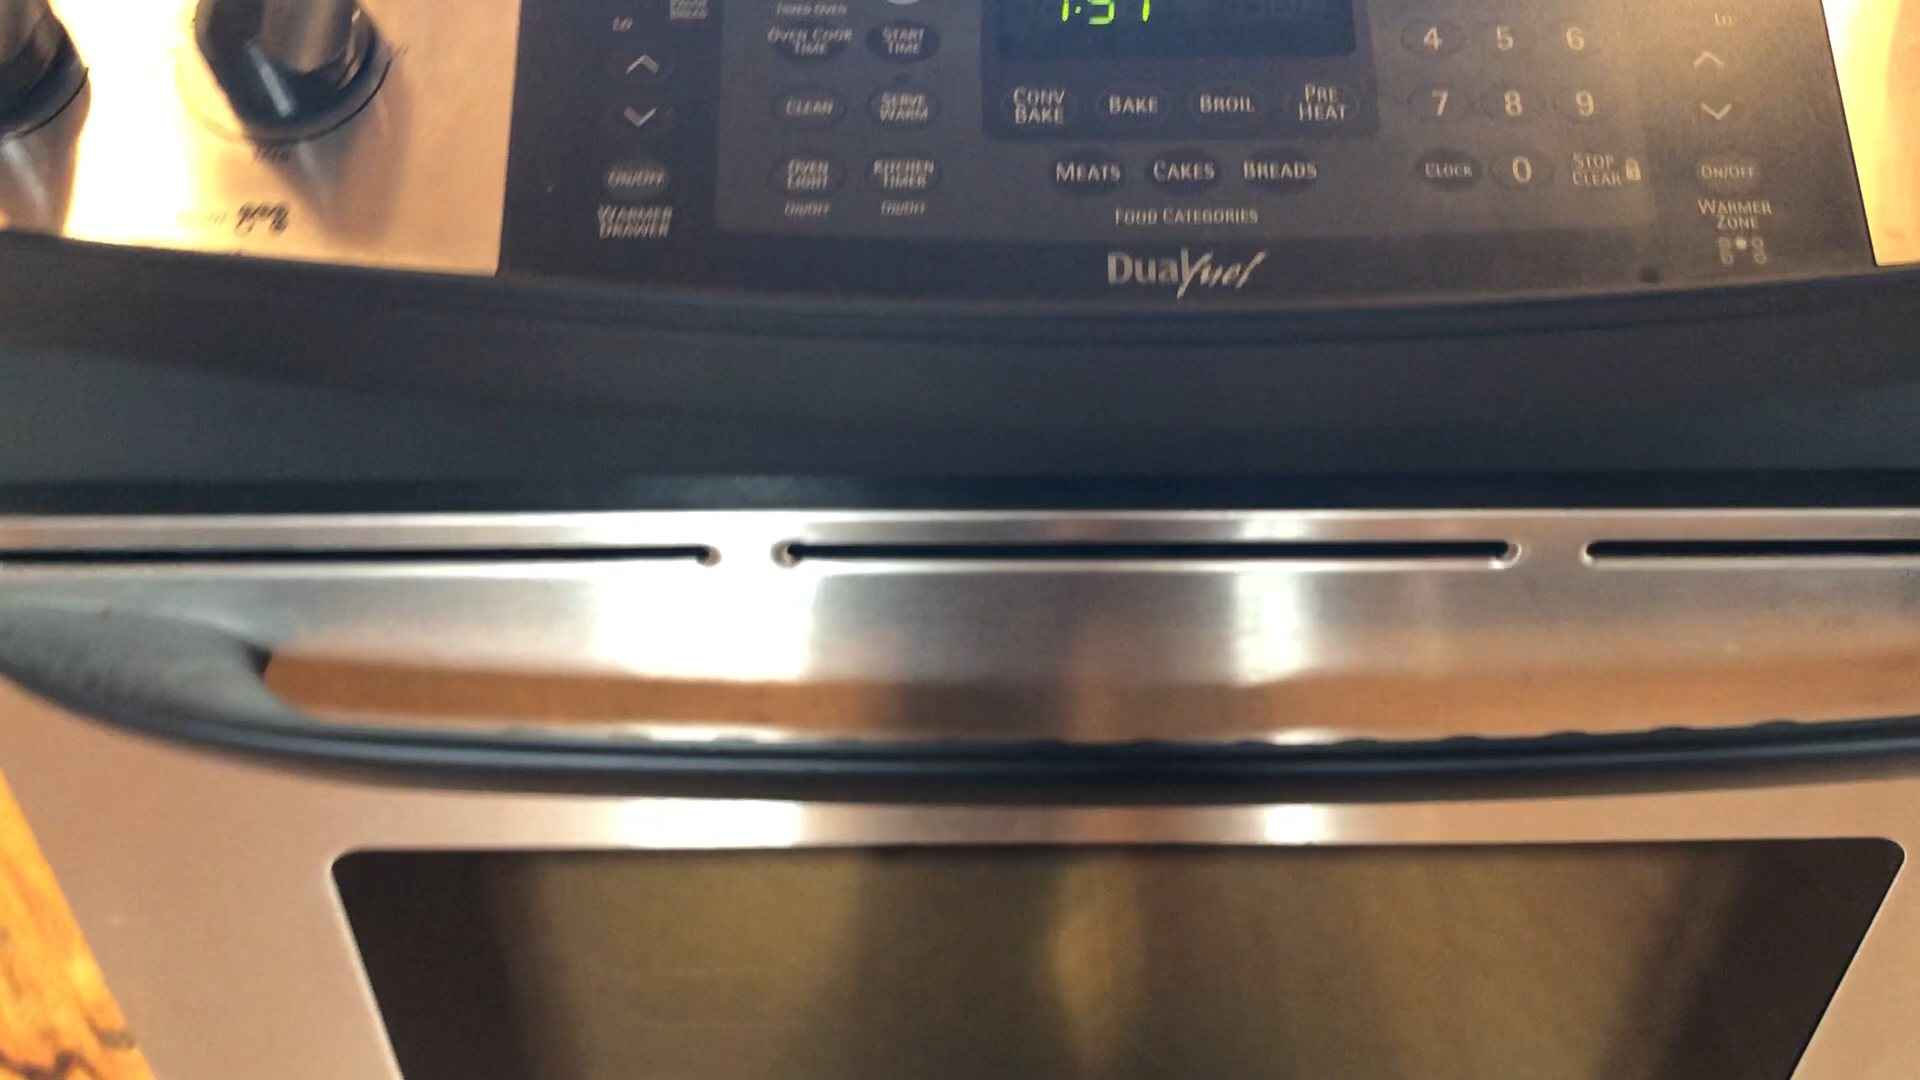 Lo
OVEN COOK TIME
START TIME
4 5 6
CLEAN
SERVE WARM
CONV BAKE
BAKE
BROIL
PRE HEAT
7 8 9
ON/OFF
OVEN LIGHT
KITCHEN TIMER
MEATS
CAKES
BREADS
CLOCK
0
STOP CLEAR
ON/OFF
WARMER DRAWER
ON/OFF
ON/OFF
FOOD CATEGORIES
WARMER ZONE
DualFuel